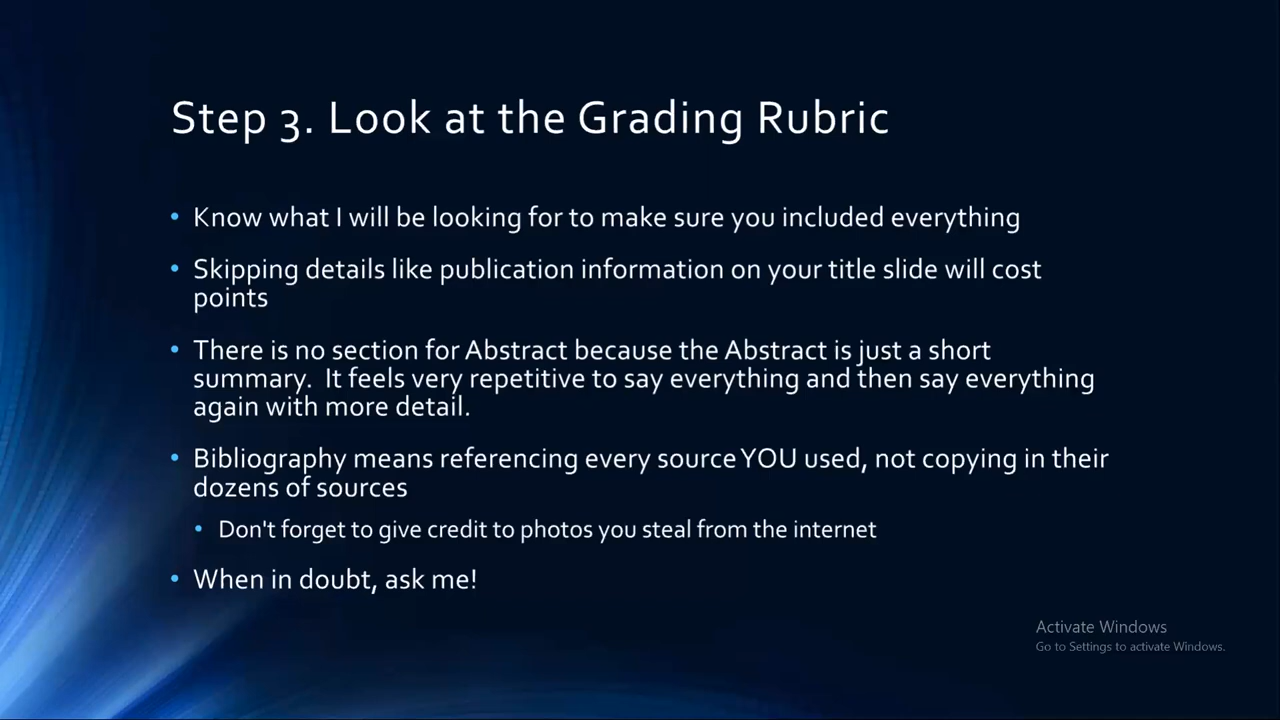 Step 3. Look at the Grading Rubric
• Know what I will be looking for to make sure you included everything
• Skipping details like publication information on your title slide will cost
points
• There is no section for Abstract because the Abstract is just a short
summary.  It feels very repetitive to say everything and then say everything
again with more detail.
• Bibliography means referencing every source YOU used, not copying in their
dozens of sources
• Don't forget to give credit to photos you steal from the internet
• When in doubt, ask me!
Activate Windows
Go to Settings to activate Windows.